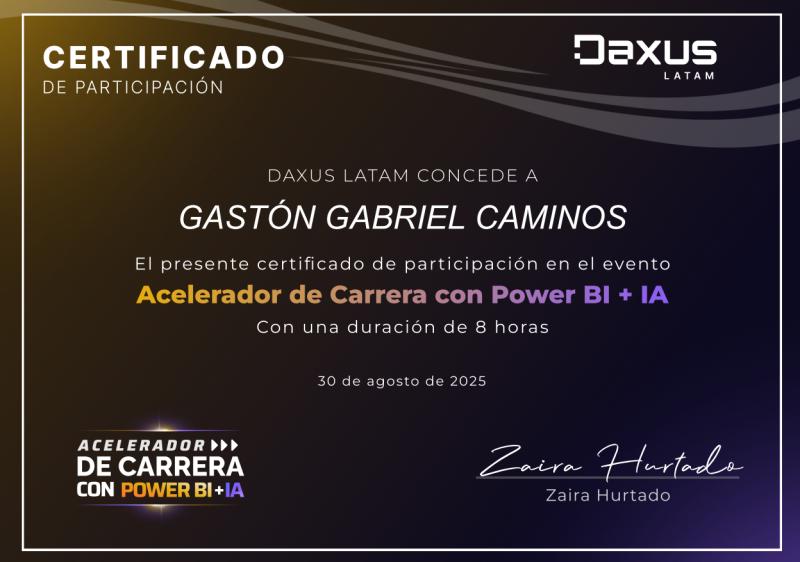 CERTIFICADO
DE PARTICIPACIÓN
Daxus
LATAM
DAXUS LATAM CONCEDE A
GASTÓN GABRIEL CAMINOS
El presente certificado de participación en el evento
Acelerador de Carrera con Power BI + IA
Con una duración de 8 horas
30 de agosto de 2025
ACELERADOR
DE CARRERA
CON POWER BI+IA
Zaira Hurtado
Zaira Hurtado